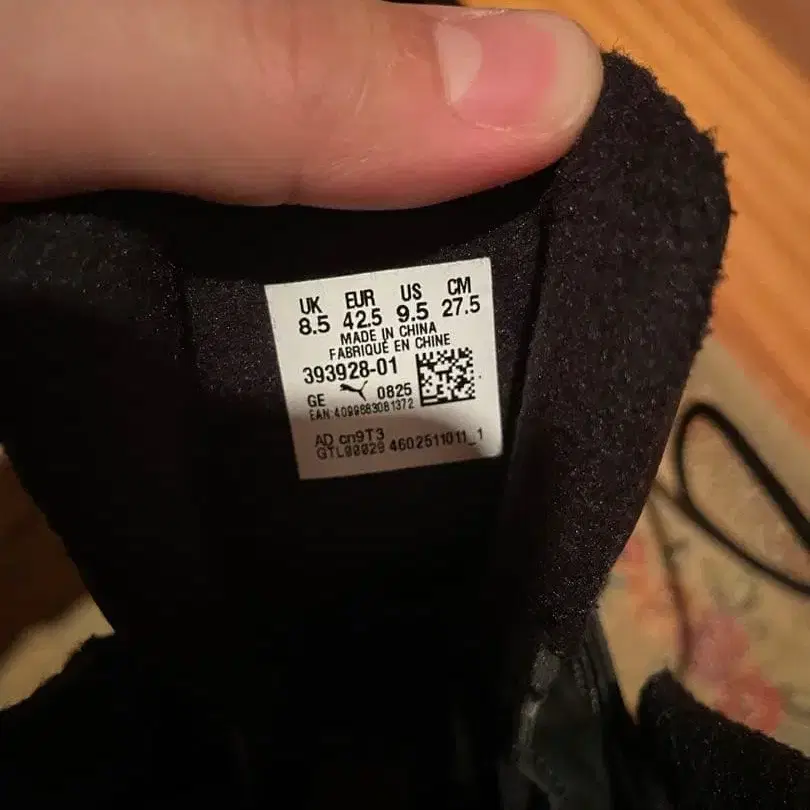 UK EUR US CM
8.5 42.5 9.5 27.5
MADE IN CHINA
FABRIQUÉ EN CHINE
393928-01
GE 0825
EAN:4099683081372
AD cn9T3
GTL00029 4602511011_1